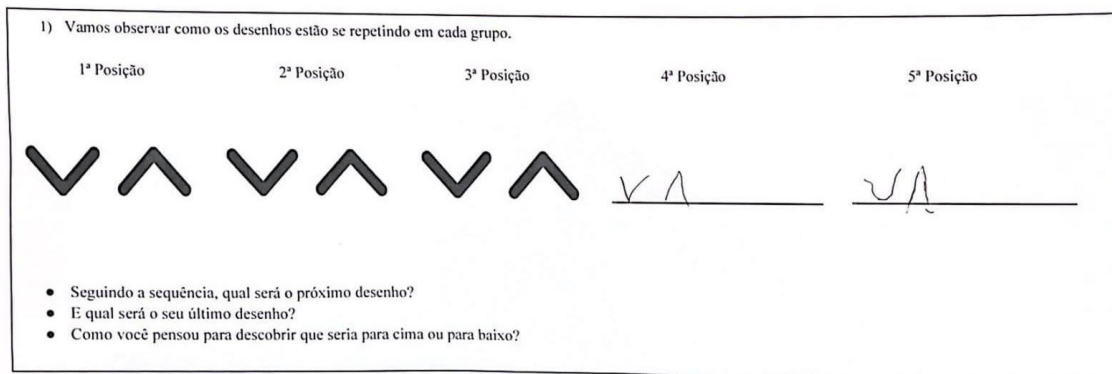 1) Vamos observar como os desenhos estão se repetindo em cada grupo.
1ª Posição 2ª Posição 3ª Posição 4ª Posição 5ª Posição
V Λ V Λ
• Seguindo a sequência, qual será o próximo desenho?
• E qual será o seu último desenho?
• Como você pensou para descobrir que seria para cima ou para baixo?